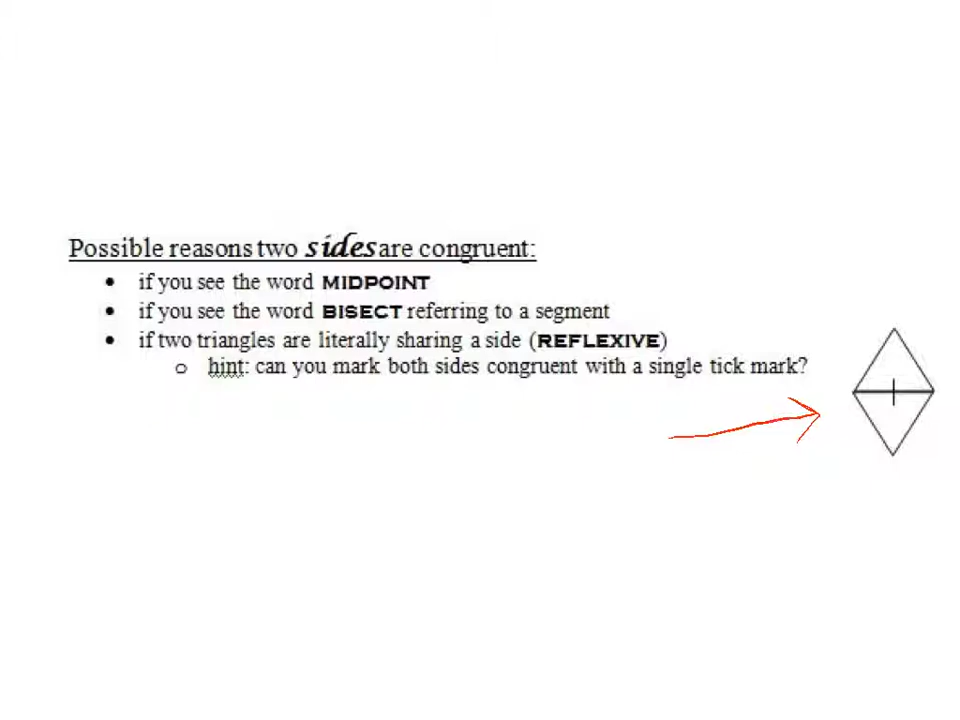 Possible reasons two sides are congruent:
• if you see the word MIDPOINT
• if you see the word BISECT referring to a segment
• if two triangles are literally sharing a side (REFLEXIVE)
o hint: can you mark both sides congruent with a single tick mark?